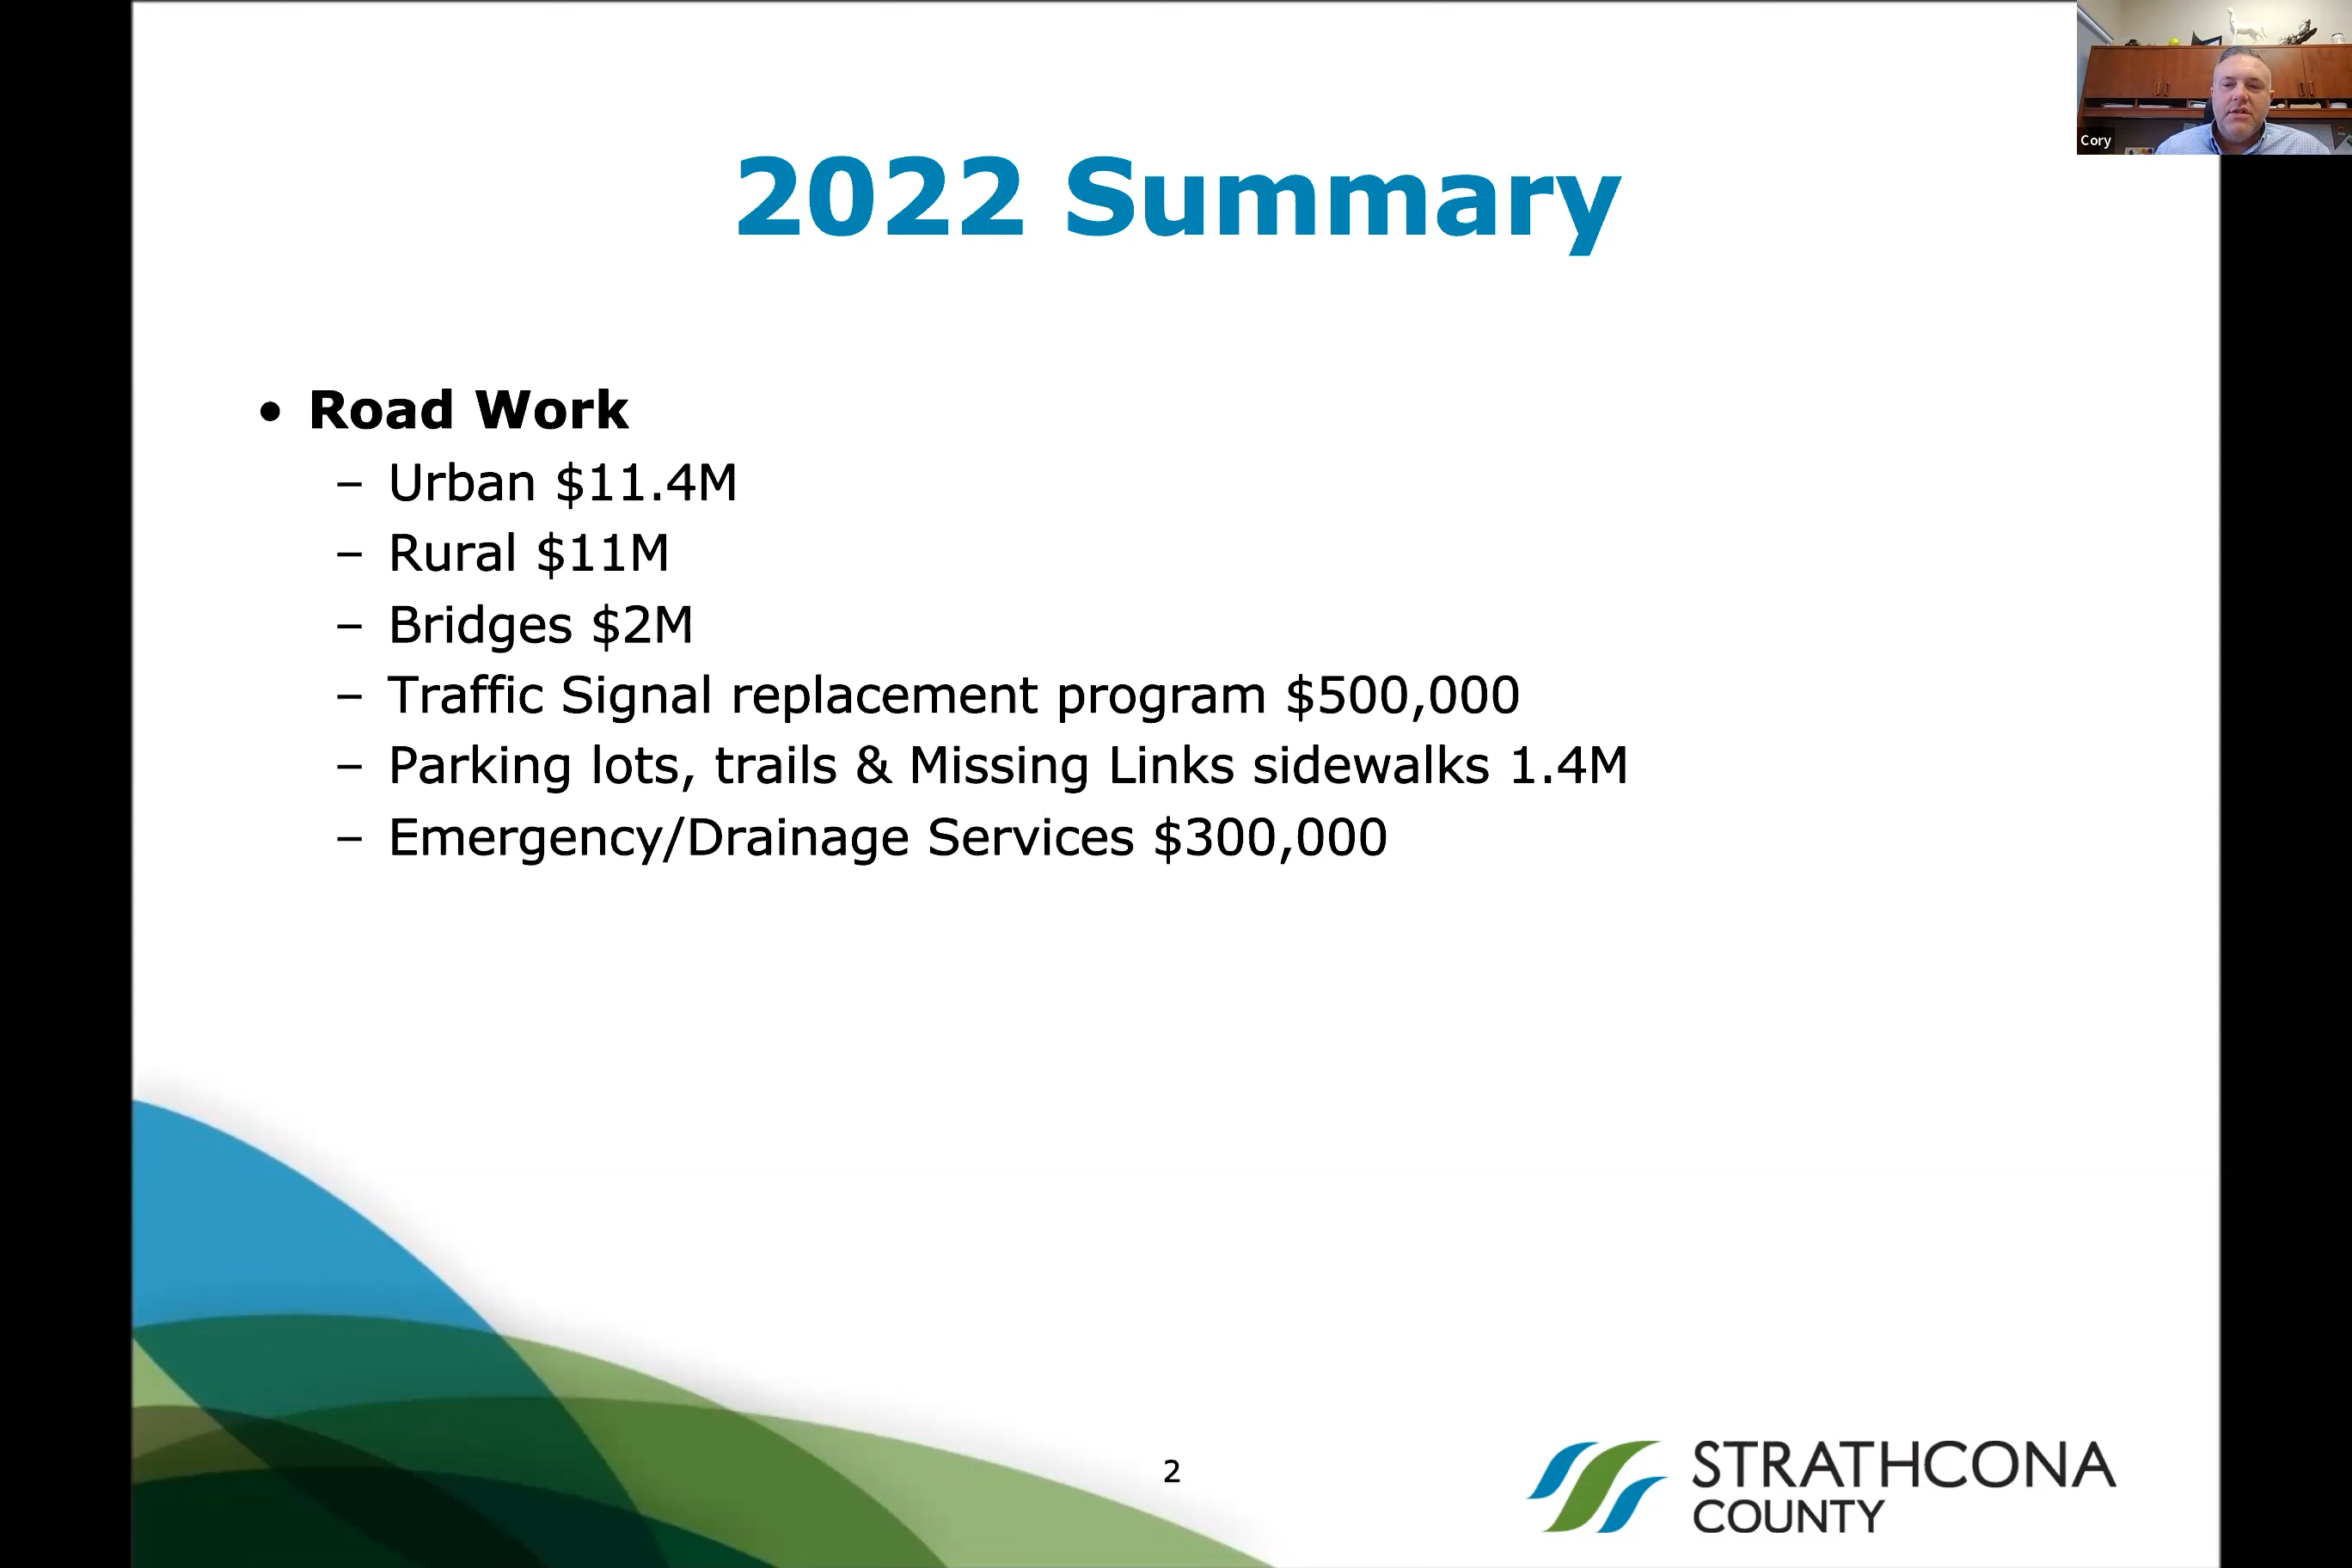 2022 Summary
• Road Work
– Urban $11.4M
– Rural $11M
– Bridges $2M
– Traffic Signal replacement program $500,000
– Parking lots, trails & Missing Links sidewalks 1.4M
– Emergency/Drainage Services $300,000
2
STRATHCONA
COUNTY
Cory